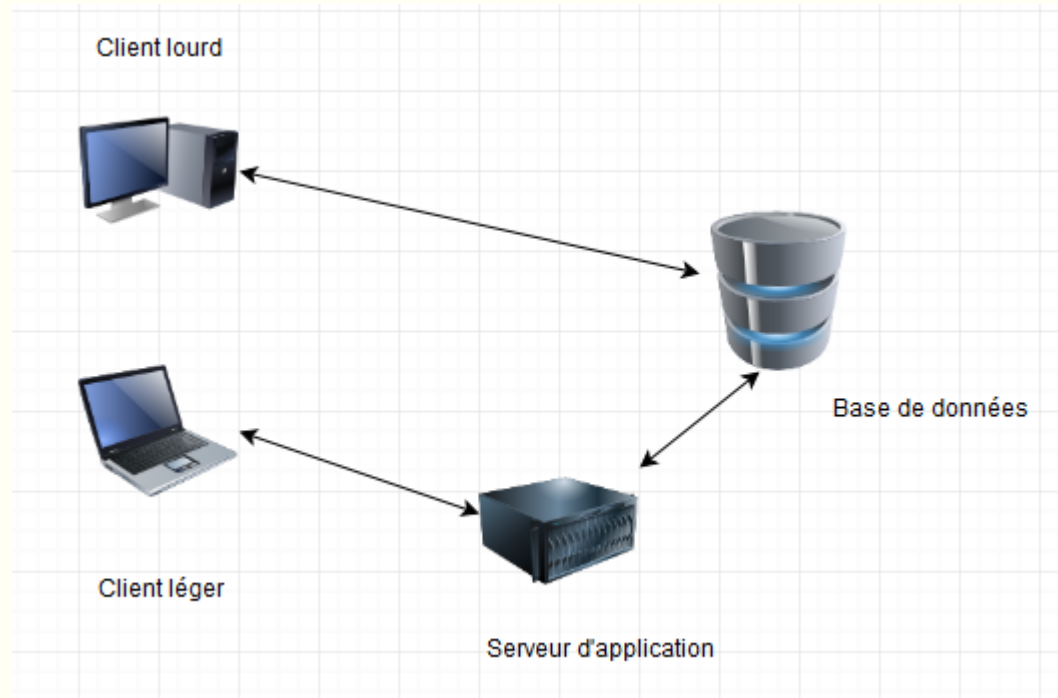 Client lourd
Base de données
Client léger
Serveur d'application